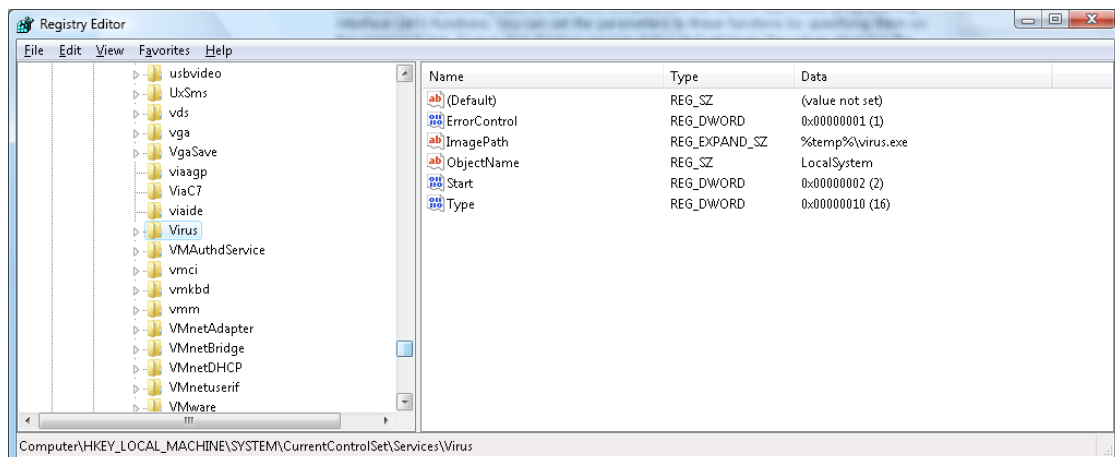 Registry Editor
File Edit View Favorites Help
usbvideo
UxSms
vds
vga
VgaSave
viaagp
ViaC7
viaide
Virus
VMAuthdService
vmci
vmkbd
vmm
VMnetAdapter
VMnetBridge
VMnetDHCP
VMnetuserif
VMware
Name Type Data
(Default) REG_SZ (value not set)
ErrorControl REG_DWORD 0x00000001 (1)
ImagePath REG_EXPAND_SZ %temp%\virus.exe
ObjectName REG_SZ LocalSystem
Start REG_DWORD 0x00000002 (2)
Type REG_DWORD 0x00000010 (16)
Computer\HKEY_LOCAL_MACHINE\SYSTEM\CurrentControlSet\Services\Virus